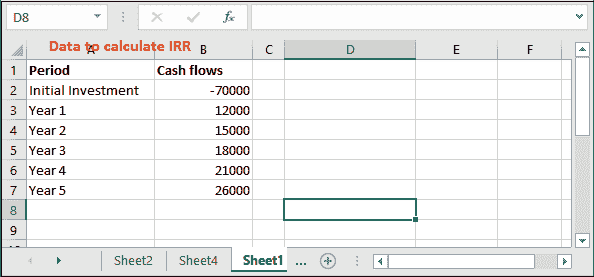 D8 fx
Data to calculate IRR
A B C D E F
1 Period Cash flows
2 Initial Investment -70000
3 Year 1 12000
4 Year 2 15000
5 Year 3 18000
6 Year 4 21000
7 Year 5 26000
8
9
Sheet2 Sheet4 Sheet1 ...